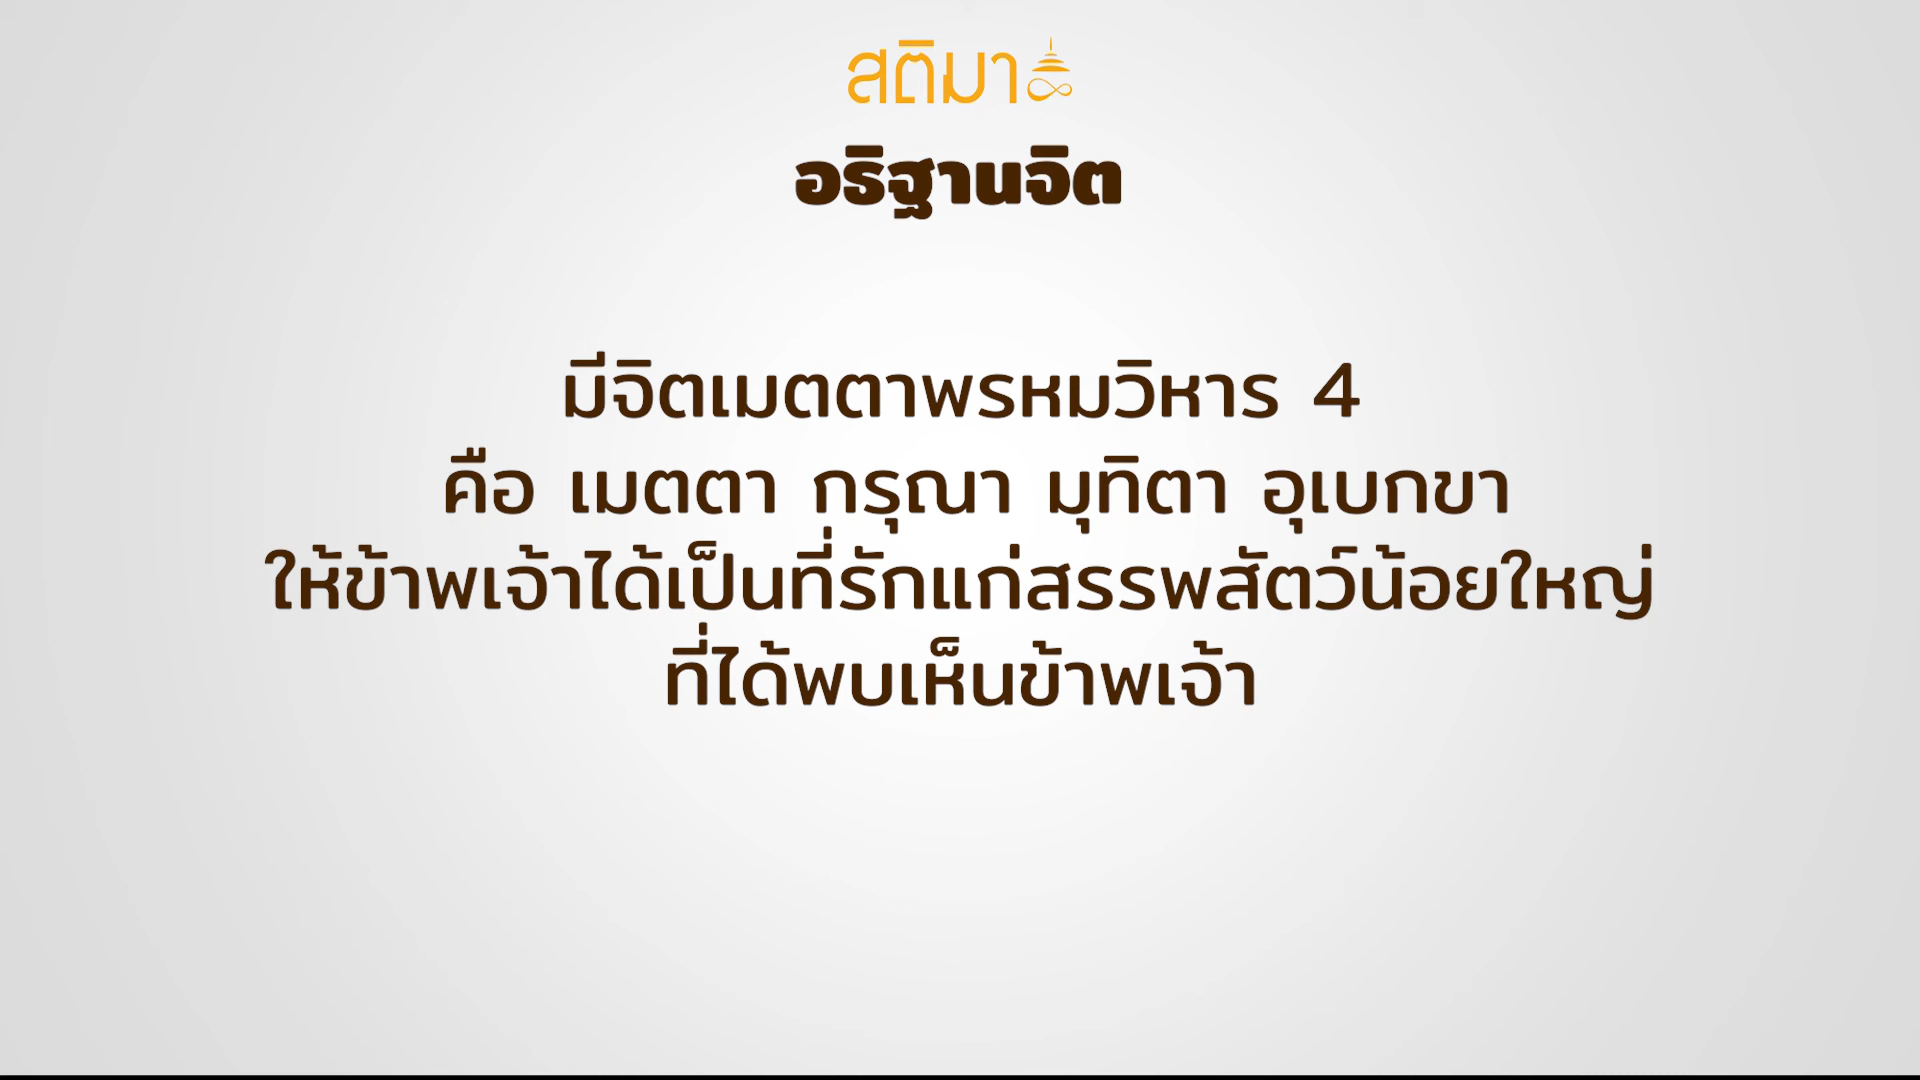 สติมา
อธิฐานจิต
มีจิตเมตตาพรหมวิหาร 4
คือ เมตตา กรุณา มุทิตา อุเบกขา
ให้ข้าพเจ้าได้เป็นที่รักแก่สรรพสัตว์น้อยใหญ่
ที่ได้พบเห็นข้าพเจ้า